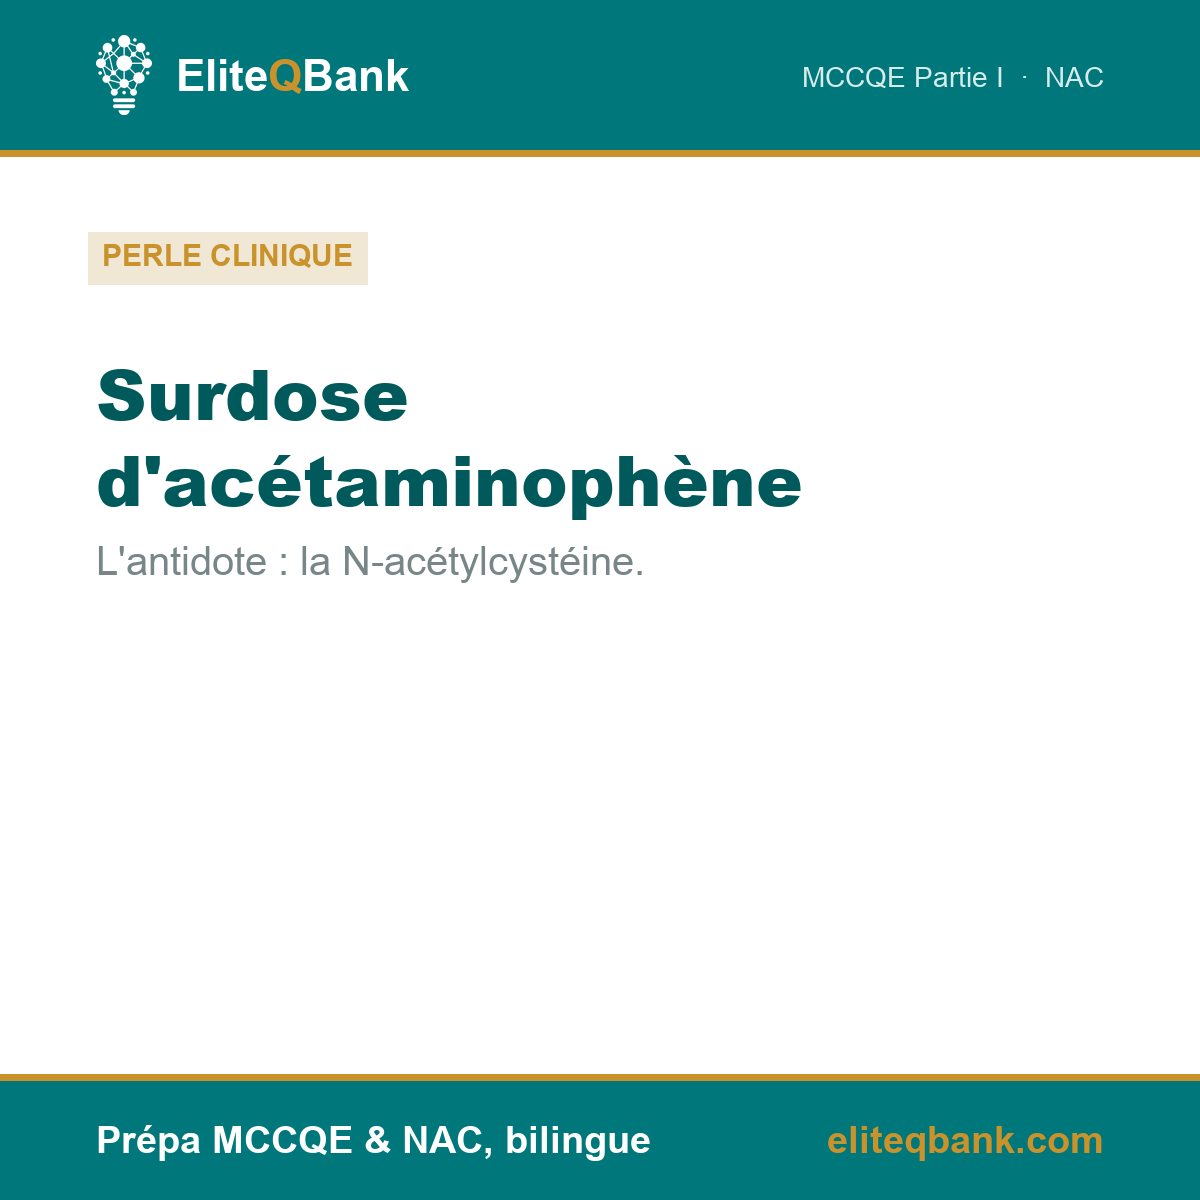 EliteQBank
MCCQE Partie I · NAC
PERLE CLINIQUE
Surdose
d'acétaminophène
L'antidote : la N-acétylcystéine.
Prépa MCCQE & NAC, bilingue
eliteqbank.com